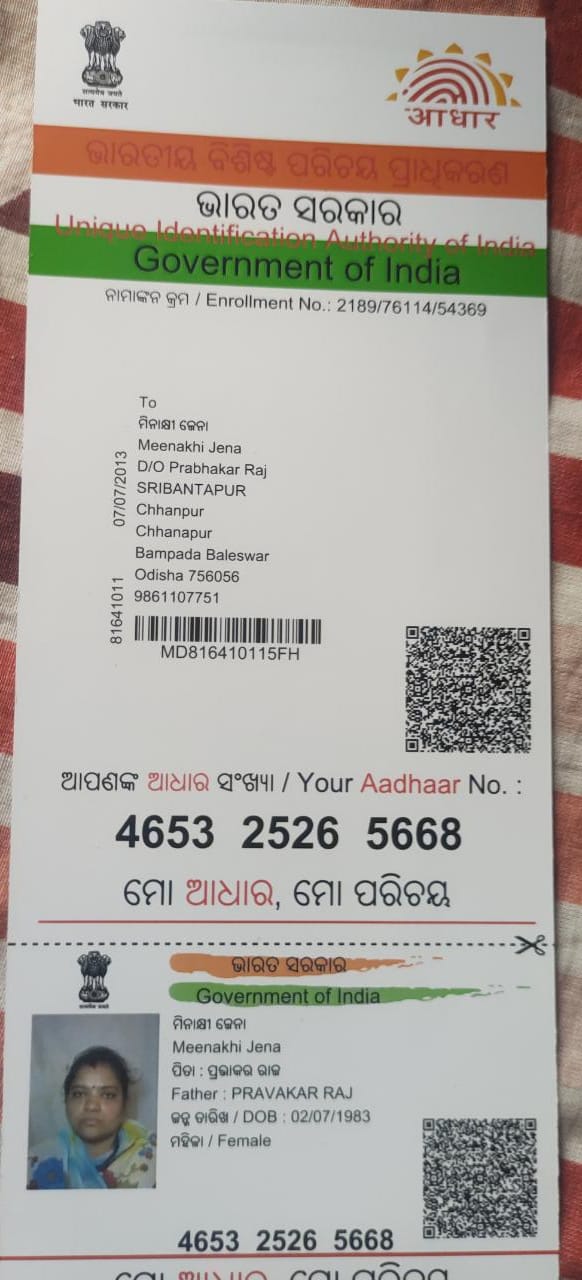 सत्यमेव जयते
भारत सरकार
आधार
ଭାରତୀୟ ବିଶିଷ୍ଟ ପରିଚୟ ପ୍ରାଧିକରଣ
ଭାରତ ସରକାର
Unique Identification Authority of India
Government of India
ନାମାଙ୍କନ କ୍ରମ / Enrollment No.: 2189/76114/54369
To
ମିନାକ୍ଷୀ ଜେନା
Meenakhi Jena
D/O Prabhakar Raj
SRIBANTAPUR
Chhanpur
Chhanapur
Bampada Baleswar
Odisha 756056
9861107751
07/07/2013
81641011
MD816410115FH
ଆପଣଙ୍କ ଆଧାର ସଂଖ୍ୟା / Your Aadhaar No. :
4653 2526 5668
ମୋ ଆଧାର, ମୋ ପରିଚୟ
ଭାରତ ସରକାର
Government of India
ମିନାକ୍ଷୀ ଜେନା
Meenakhi Jena
ପିତା : ପ୍ରଭାକର ରାଜ
Father : PRAVAKAR RAJ
ଜନ୍ମ ତାରିଖ / DOB : 02/07/1983
ମହିଳା / Female
4653 2526 5668
ମୋ ଆଧାର, ମୋ ପରିଚୟ